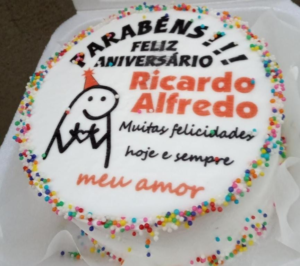 PARABÉNS!!!
FELIZ
ANIVERSÁRIO
Ricardo
Alfredo
Muitas felicidades
hoje e sempre
meu amor